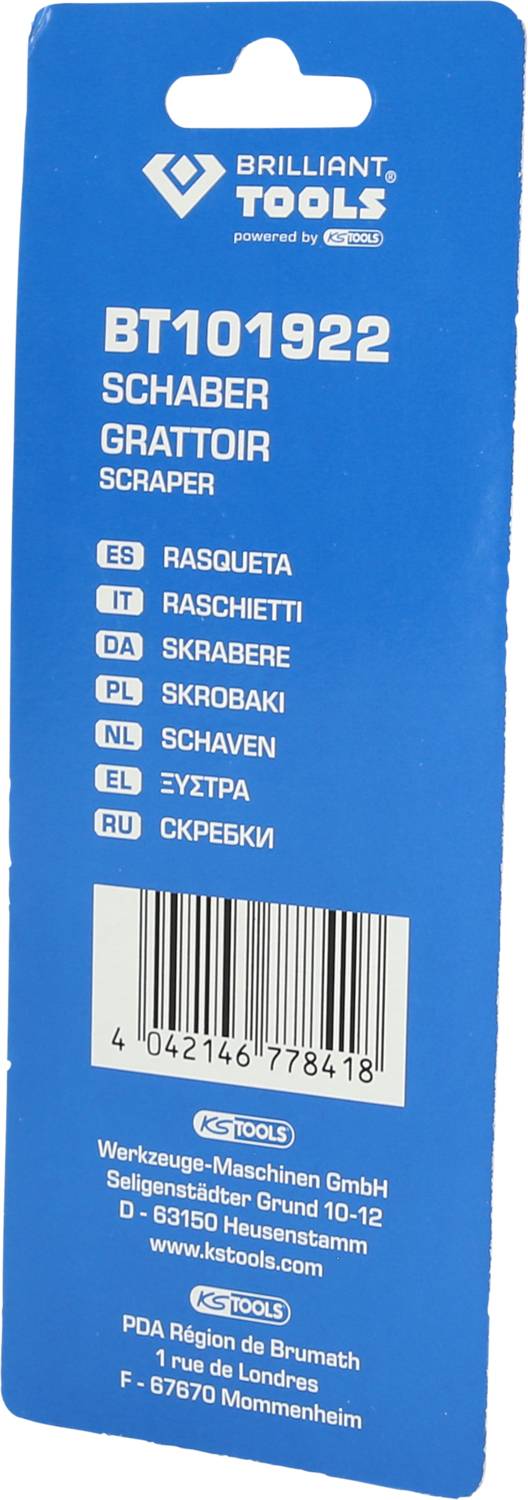 BRILLIANT
TOOLS®
powered by KS TOOLS
BT101922
SCHABER
GRATTOIR
SCRAPER
ES RASQUETA
IT RASCHIETTI
DA SKRABERE
PL SKROBAKI
NL SCHAVEN
EL ΞΥΣΤΡΑ
RU СКРЕБКИ
4 042146 778418
KS TOOLS
Werkzeuge-Maschinen GmbH
Seligenstädter Grund 10-12
D - 63150 Heusenstamm
www.kstools.com
KS TOOLS
PDA Région de Brumath
1 rue de Londres
F - 67670 Mommenheim